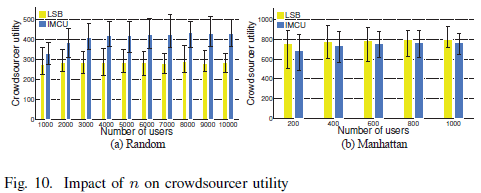 LSB
IMCU
Crowdsourcer utility
500
400
300
200
100
0
1000 2000 3000 4000 5000 6000 7000 8000 9000 10000
Number of users
(a) Random
LSB
IMCU
Crowdsourcer utility
1000
800
600
400
200
0
200 400 600 800 1000
Number of users
(b) Manhattan
Fig. 10. Impact of n on crowdsourcer utility